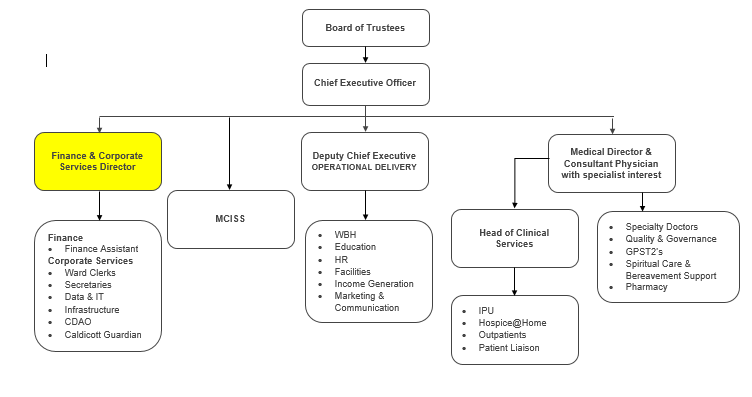 Board of Trustees
Chief Executive Officer
Finance & Corporate
Services Director
MCISS
Deputy Chief Executive
OPERATIONAL DELIVERY
Medical Director &
Consultant Physician
with specialist interest
Finance
• Finance Assistant
Corporate Services
• Ward Clerks
• Secretaries
• Data & IT
• Infrastructure
• CDAO
• Caldicott Guardian
• WBH
• Education
• HR
• Facilities
• Income Generation
• Marketing &
Communication
Head of Clinical
Services
• IPU
• Hospice@Home
• Outpatients
• Patient Liaison
• Specialty Doctors
• Quality & Governance
• GPST2's
• Spiritual Care &
Bereavement Support
• Pharmacy